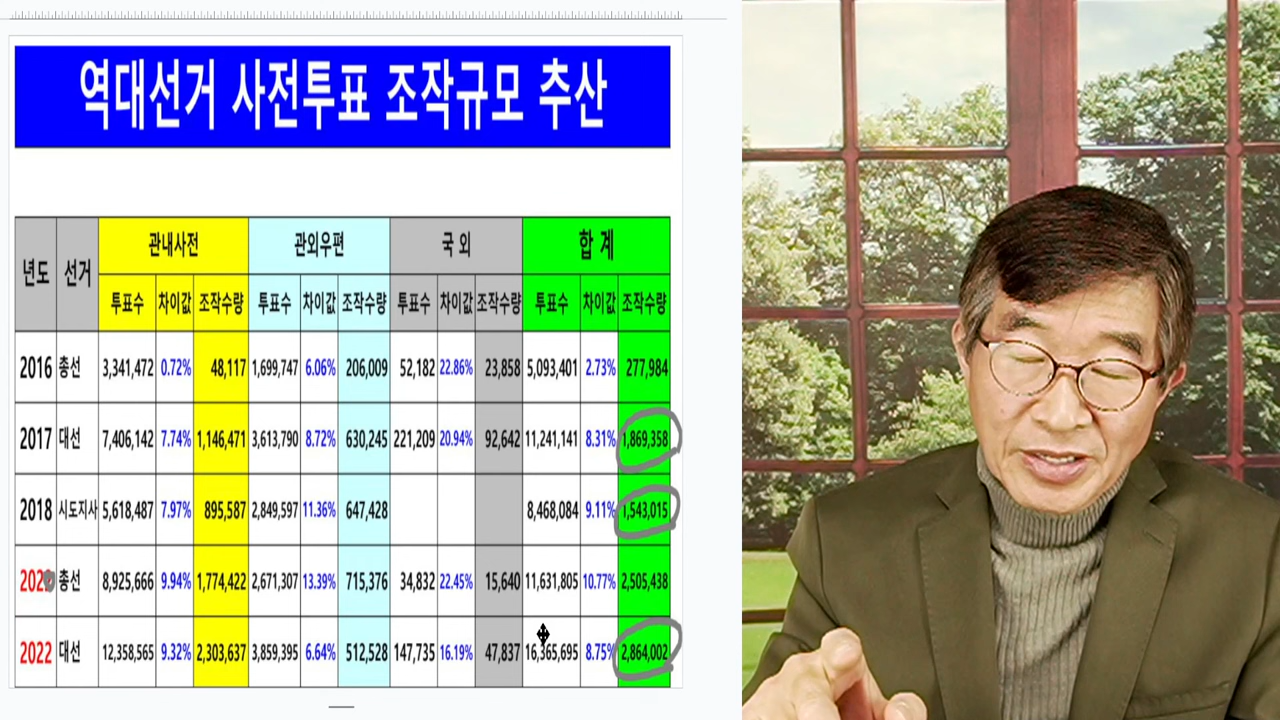 역대선거 사전투표 조작규모 추산
년도 선거 관내사전 관외우편 국 외 합 계
투표수 차이값 조작수량 투표수 차이값 조작수량 투표수 차이값 조작수량 투표수 차이값 조작수량
2016 총선 3,341,472 0.72% 48,117 1,699,747 6.06% 206,009 52,182 22.86% 23,858 5,093,401 2.73% 277,984
2017 대선 7,406,142 7.74% 1,146,471 3,613,790 8.72% 630,245 221,209 20.94% 92,642 11,241,141 8.31% 1,869,358
2018 시도지사 5,618,487 7.97% 895,587 2,849,597 11.36% 647,428 8,468,084 9.11% 1,543,015
총선 8,925,666 9.94% 1,774,422 2,671,307 13.39% 715,376 34,832 22.45% 15,640 11,631,805 10.77% 2,505,438
2022 대선 12,358,565 9.32% 2,303,637 3,859,395 6.64% 512,528 147,735 16.19% 47,837 16,365,695 8.75% 2,864,002